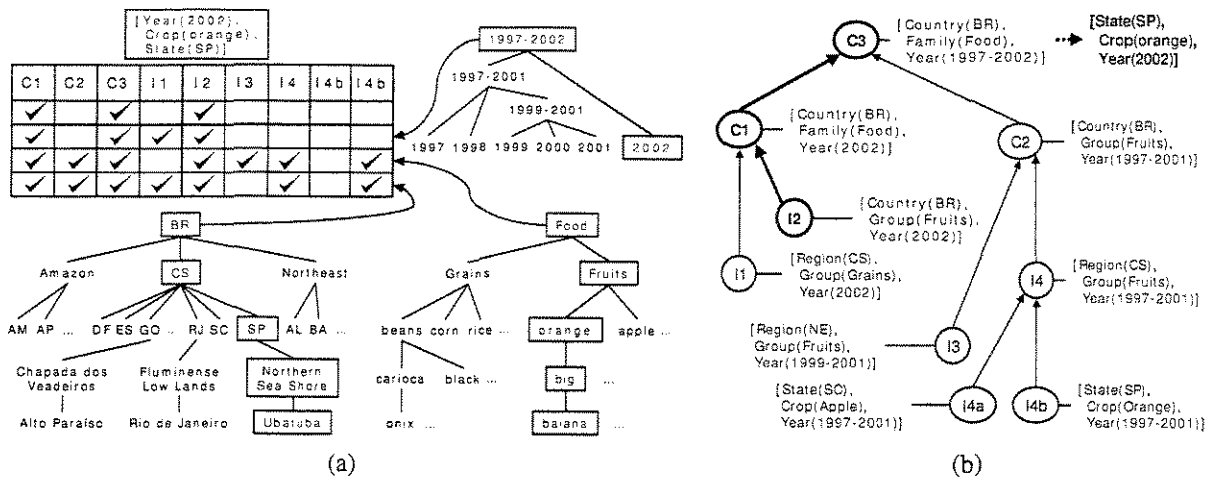 [Year(2002),
Crop(orange),
State(SP)]
C1 C2 C3 I1 I2 I3 I4 I4b I4b
1997-2002
1997-2001
1999-2001
1997 1998 1999 2000 2001 2002
BR
Amazon CS Northeast
AM AP ... DF ES GO .. RJ SC SP AL BA ...
Chapada dos
Veadeiros
Fluminense
Low Lands
Northern
Sea Shore
Alto Paraíso Rio de Janeiro Ubatuba
Food
Grains Fruits
beans corn rice ... orange apple ...
carioca black ... big ...
onix ... baiana ...
(a)
C3
[Country(BR),
Family(Food),
Year(1997-2002)]
[State(SP),
Crop(orange),
Year(2002)]
C1
[Country(BR),
Family(Food),
Year(2002)]
C2
[Country(BR),
Group(Fruits),
Year(1997-2001)]
I2
[Country(BR),
Group(Fruits),
Year(2002)]
I1
[Region(CS),
Group(Grains),
Year(2002)]
I4
[Region(CS),
Group(Fruits),
Year(1997-2001)]
[Region(NE),
Group(Fruits),
Year(1999-2001)]
I3
[State(SC),
Crop(Apple),
Year(1997-2001)]
I4a
I4b
[State(SP),
Crop(Orange),
Year(1997-2001)]
(b)